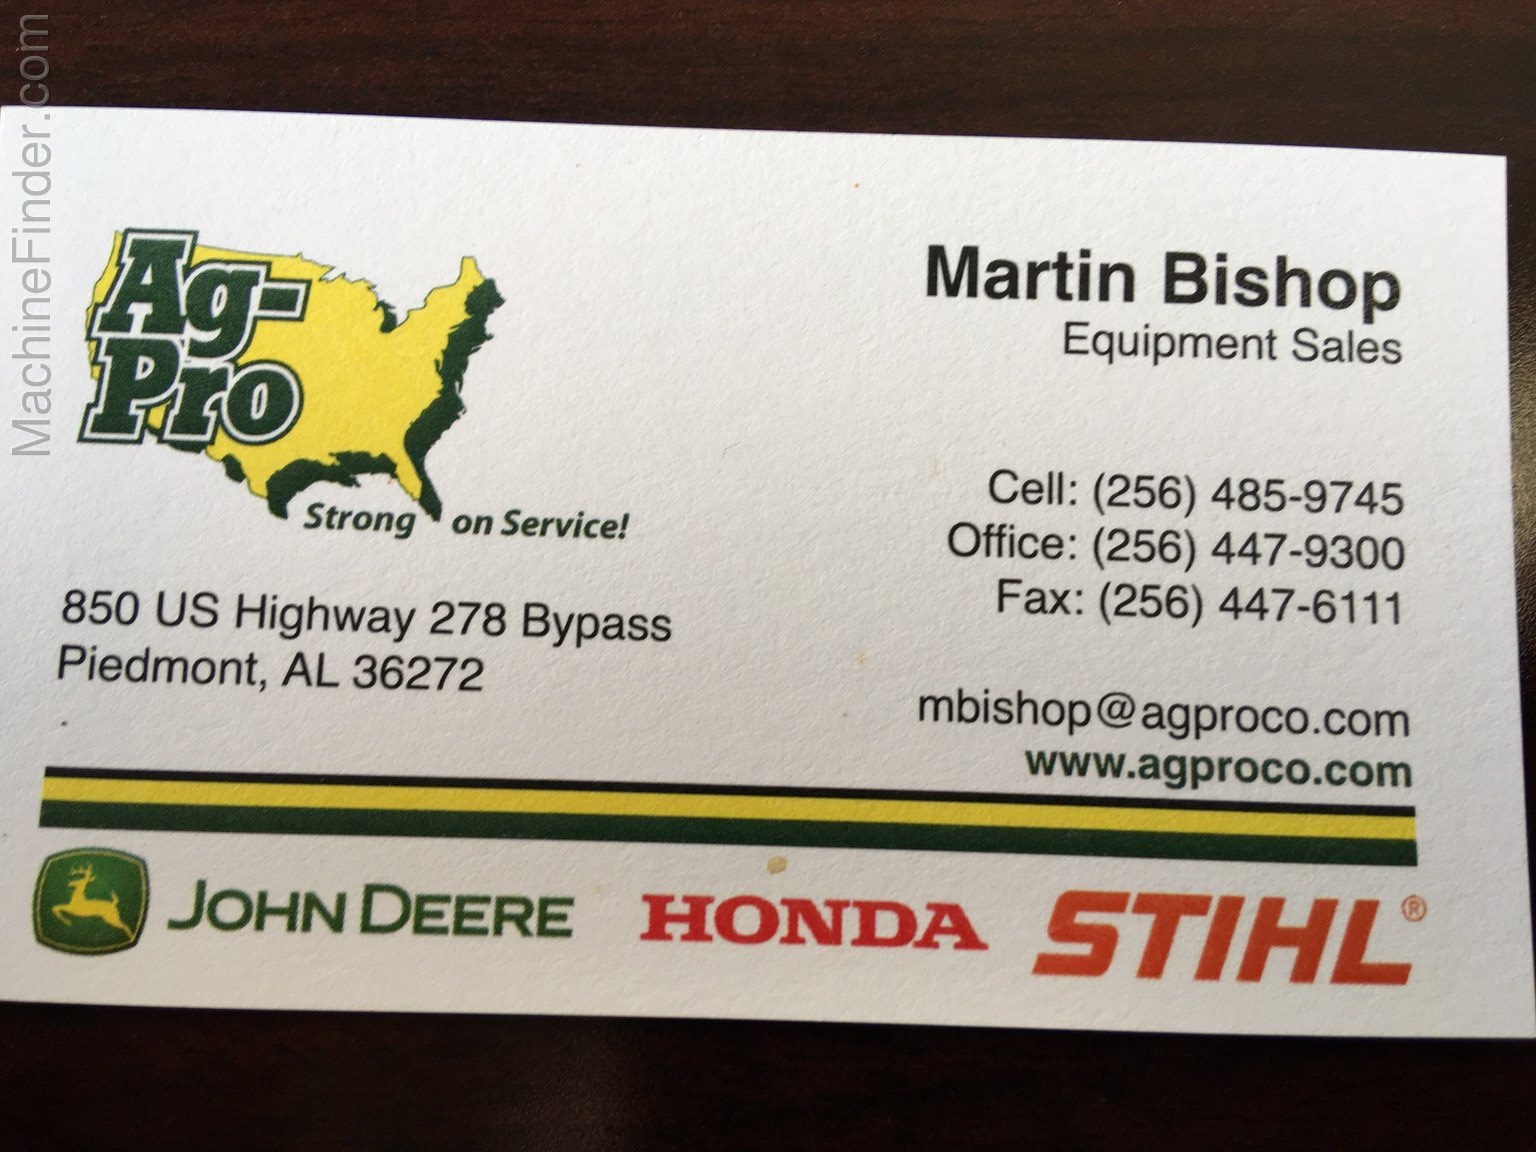 MachineFinder.com
Ag-
Pro
Strong on Service!
850 US Highway 278 Bypass
Piedmont, AL 36272
Martin Bishop
Equipment Sales
Cell: (256) 485-9745
Office: (256) 447-9300
Fax: (256) 447-6111
mbishop@agproco.com
www.agproco.com
JOHN DEERE
HONDA
STIHL®